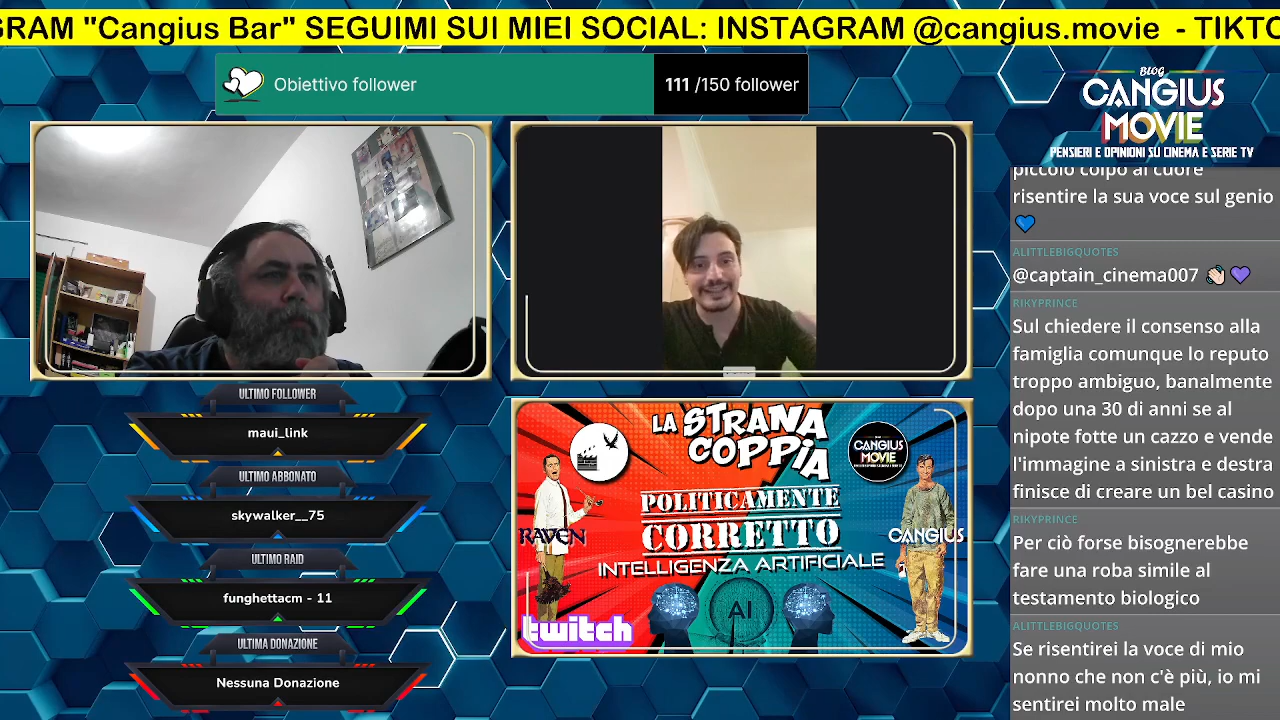 GRAM "Cangius Bar" SEGUIMI SUI MIEI SOCIAL: INSTAGRAM @cangius.movie - TIKTO
Obiettivo follower
111 /150 follower
BLOG
CANGIUS
MOVIE
PENSIERI E OPINIONI SU CINEMA E SERIE TV
piccolo colpo al cuore
risentire la sua voce sul genio
💙
ALITTLEBIGQUOTES
@captain_cinema007 👏🏻💜
RIKYPRINCE
Sul chiedere il consenso alla
famiglia comunque lo reputo
troppo ambiguo, banalmente
dopo una 30 di anni se al
nipote fotte un cazzo e vende
l'immagine a sinistra e destra
finisce di creare un bel casino
RIKYPRINCE
Per ciò forse bisognerebbe
fare una roba simile al
testamento biologico
ALITTLEBIGQUOTES
Se risentirei la voce di mio
nonno che non c'è più, io mi
sentirei molto male
ULTIMO FOLLOWER
maui_link
ULTIMO ABBONATO
skywalker__75
ULTIMO RAID
funghettacm - 11
ULTIMA DONAZIONE
Nessuna Donazione
LA STRANA
COPPIA
CANGIUS
MOVIE
POLITICAMENTE
CORRETTO
INTELLIGENZA ARTIFICIALE
RAVEN
CANGIUS
AI
twitch